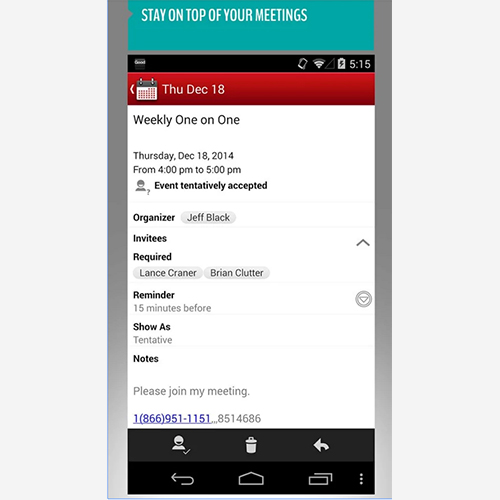 STAY ON TOP OF YOUR MEETINGS
Good
5:15
Thu Dec 18
Weekly One on One
Thursday, Dec 18, 2014
From 4:00 pm to 5:00 pm
Event tentatively accepted
Organizer Jeff Black
Invitees
Required
Lance Craner Brian Clutter
Reminder
15 minutes before
Show As
Tentative
Notes
Please join my meeting.
1(866)951-1151,,,8514686